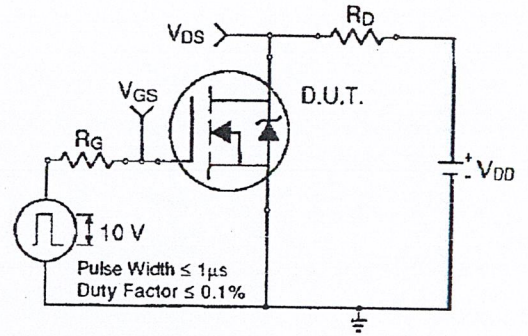 RD
VDS
VGS
D.U.T.
RG
+
VDD
-
10 V
Pulse Width ≤ 1µs
Duty Factor ≤ 0.1%